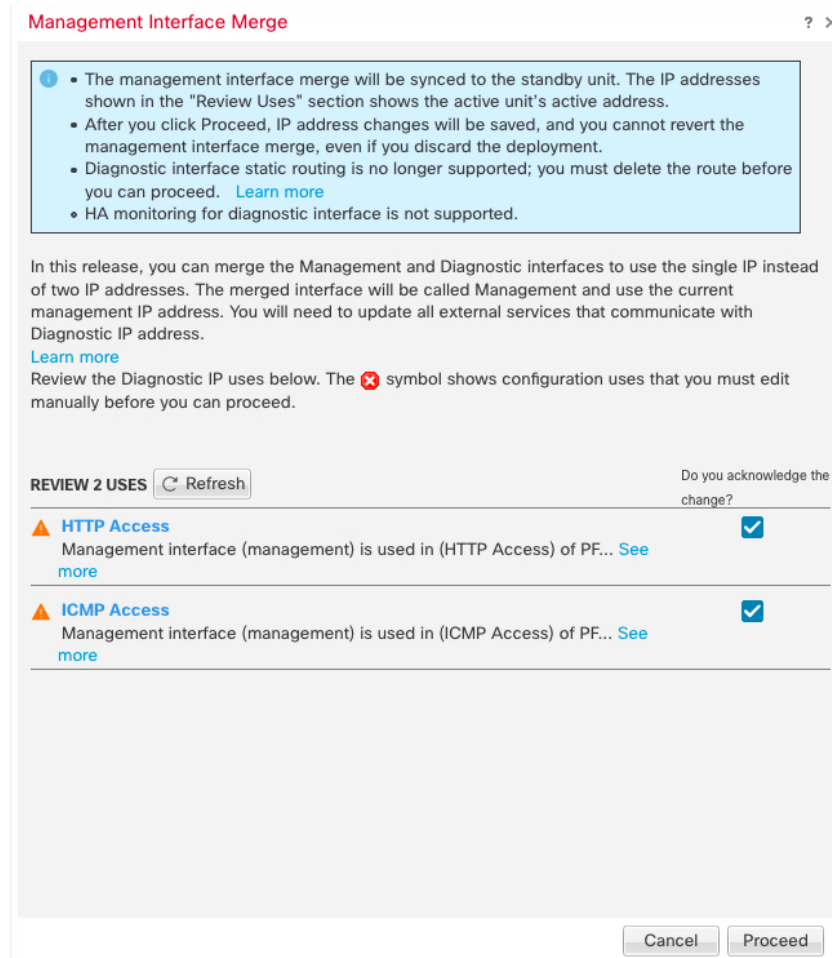 Management Interface Merge
?
• The management interface merge will be synced to the standby unit. The IP addresses
shown in the "Review Uses" section shows the active unit's active address.
• After you click Proceed, IP address changes will be saved, and you cannot revert the
management interface merge, even if you discard the deployment.
• Diagnostic interface static routing is no longer supported; you must delete the route before
you can proceed. Learn more
• HA monitoring for diagnostic interface is not supported.
In this release, you can merge the Management and Diagnostic interfaces to use the single IP instead
of two IP addresses. The merged interface will be called Management and use the current
management IP address. You will need to update all external services that communicate with
Diagnostic IP address.
Learn more
Review the Diagnostic IP uses below. The symbol shows configuration uses that you must edit
manually before you can proceed.
REVIEW 2 USES Refresh
Do you acknowledge the
change?
HTTP Access
Management interface (management) is used in (HTTP Access) of PF... See
more
ICMP Access
Management interface (management) is used in (ICMP Access) of PF... See
more
Cancel Proceed